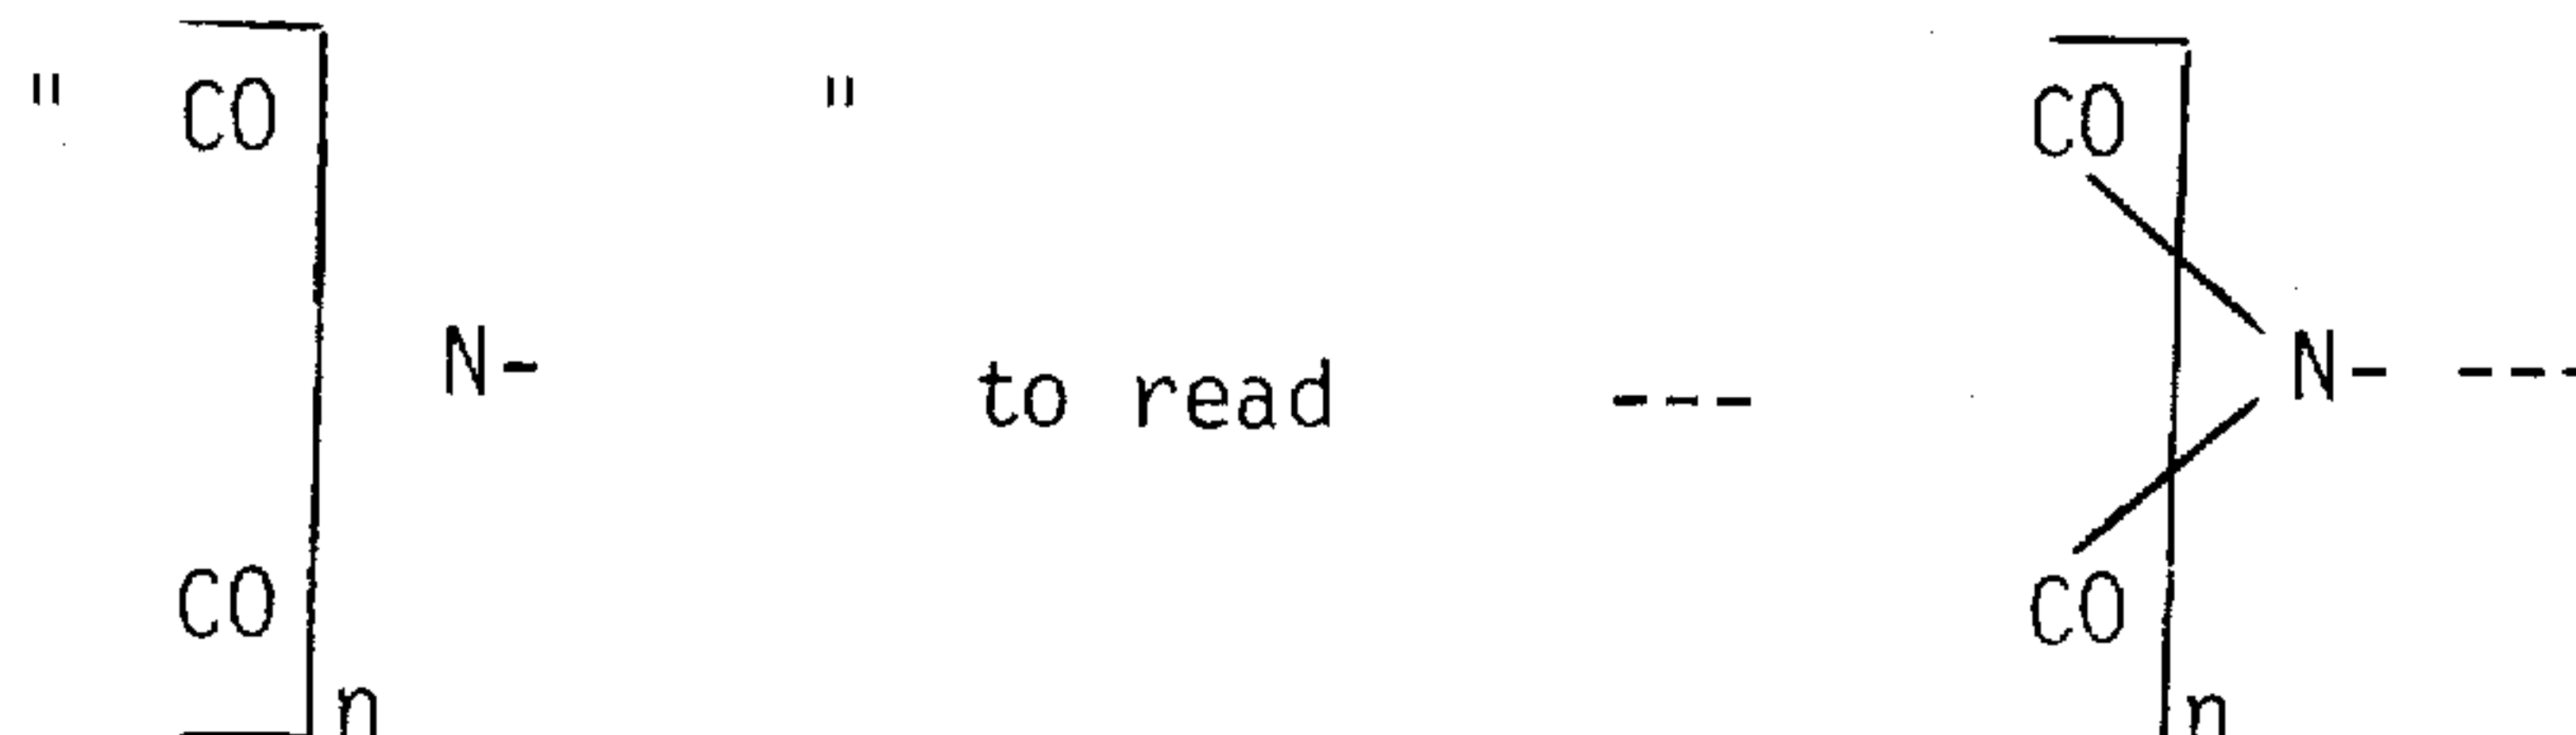 " CO " CO
N- to read --- N- ---
CO CO
n n